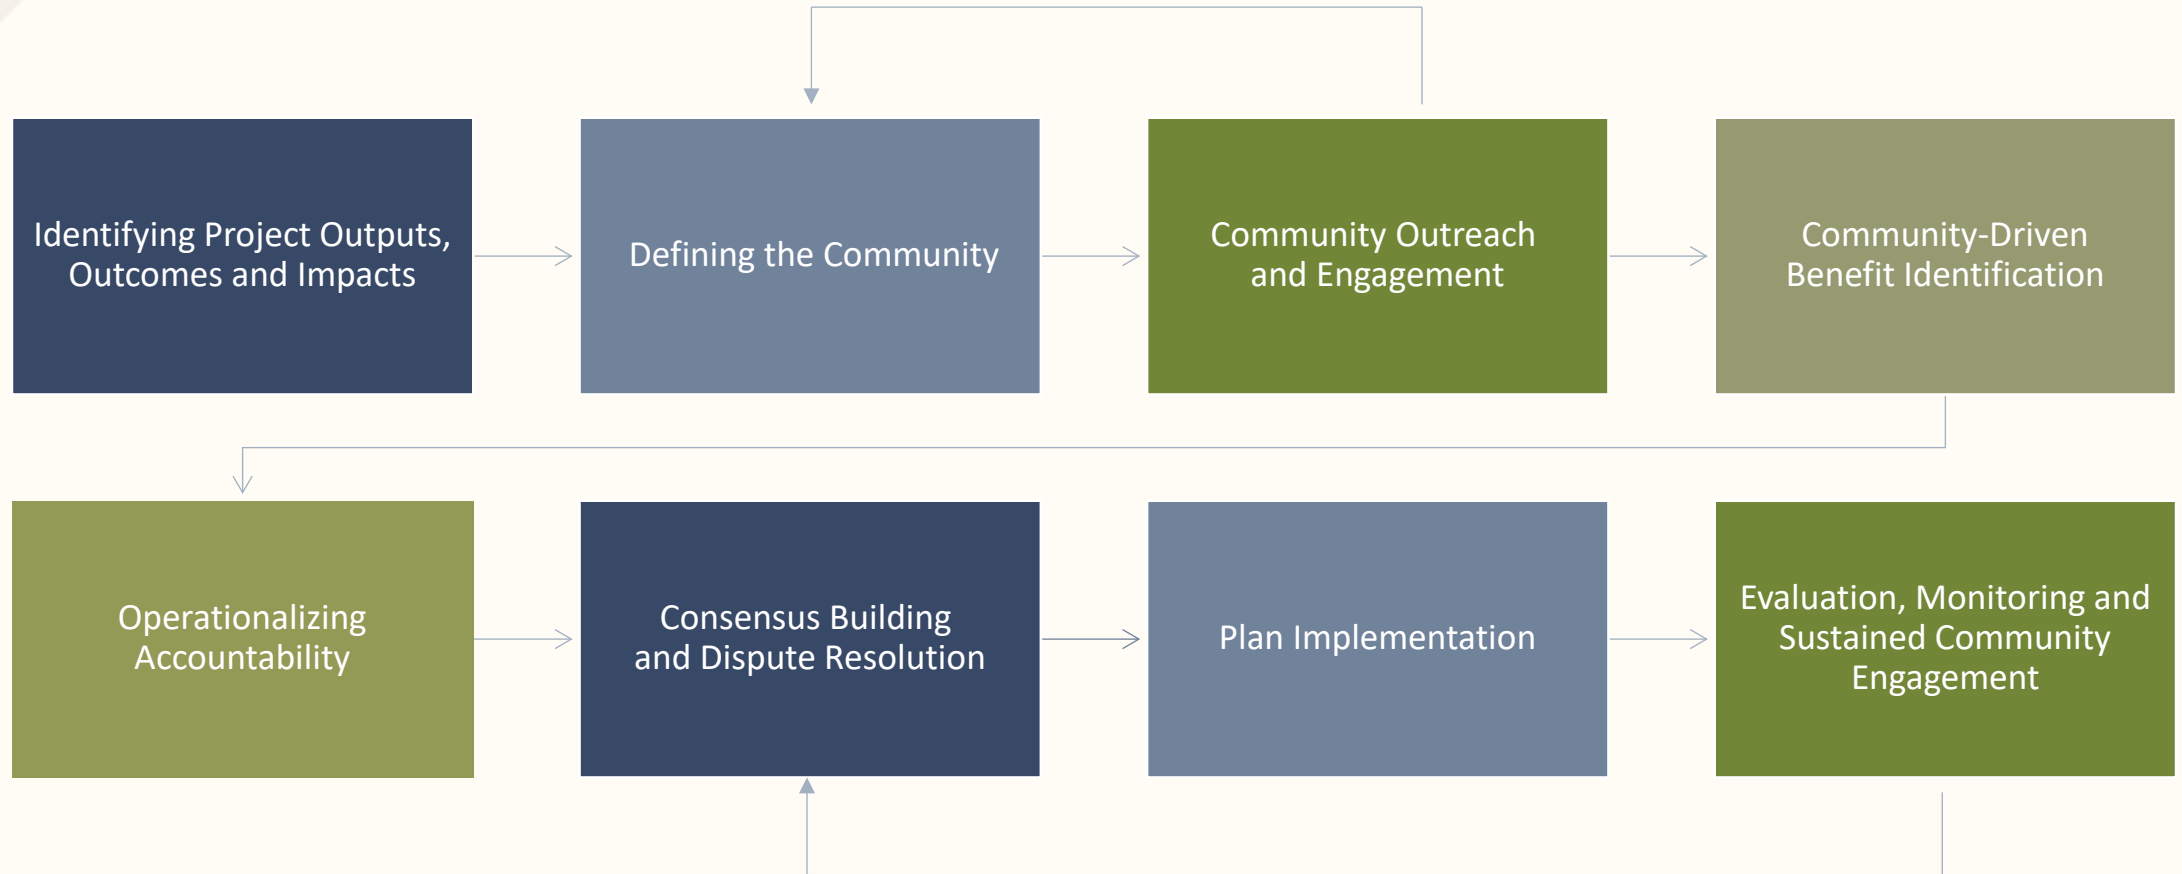 Identifying Project Outputs,
Outcomes and Impacts
Defining the Community
Community Outreach
and Engagement
Community-Driven
Benefit Identification
Operationalizing
Accountability
Consensus Building
and Dispute Resolution
Plan Implementation
Evaluation, Monitoring and
Sustained Community
Engagement